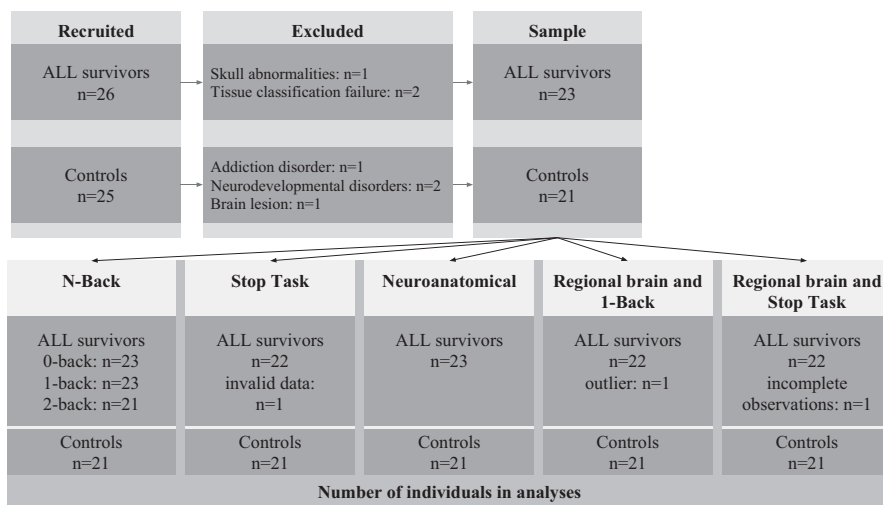 Recruited
Excluded
Sample
ALL survivors
n=26
Skull abnormalities: n=1
Tissue classification failure: n=2
ALL survivors
n=23
Controls
n=25
Addiction disorder: n=1
Neurodevelopmental disorders: n=2
Brain lesion: n=1
Controls
n=21
N-Back
ALL survivors
0-back: n=23
1-back: n=23
2-back: n=21
Controls
n=21
Stop Task
ALL survivors
n=22
invalid data:
n=1
Controls
n=21
Neuroanatomical
ALL survivors
n=23
Controls
n=21
Regional brain and
1-Back
ALL survivors
n=22
outlier: n=1
Controls
n=21
Regional brain and
Stop Task
ALL survivors
n=22
incomplete
observations: n=1
Controls
n=21
Number of individuals in analyses